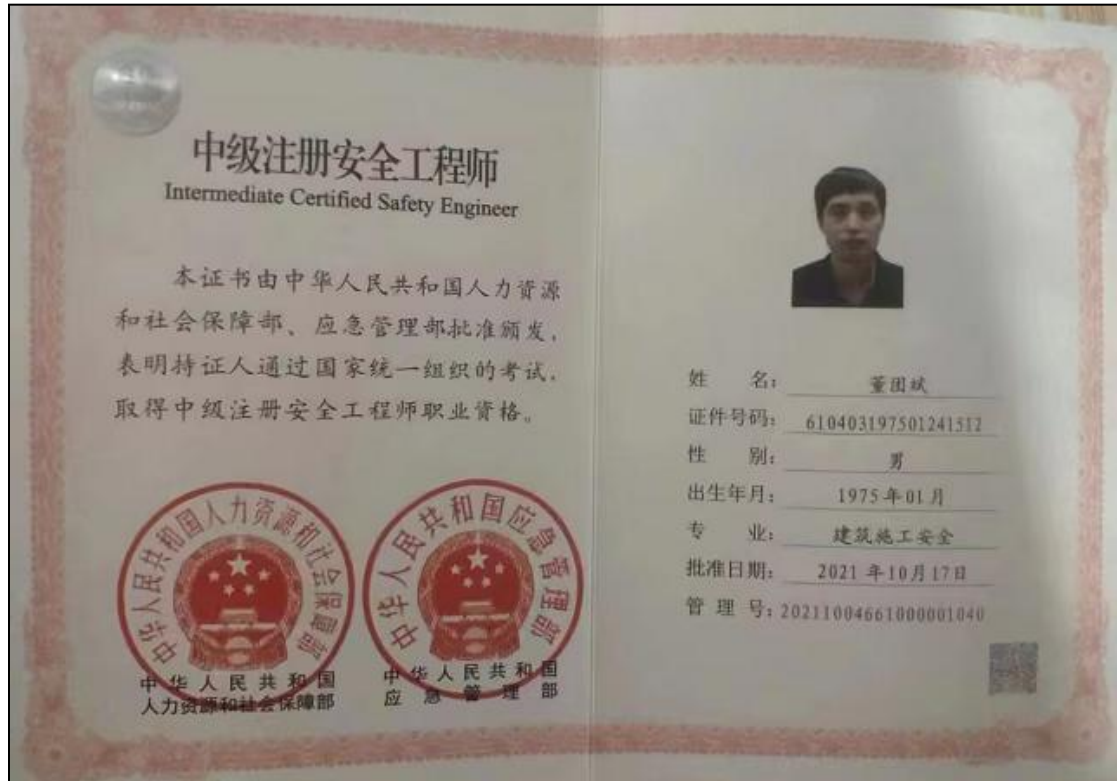 中级注册安全工程师
Intermediate Certified Safety Engineer
本证书由中华人民共和国人力资源
和社会保障部、应急管理部批准颁发，
表明持证人通过国家统一组织的考试，
取得中级注册安全工程师职业资格。
中华人民共和国人力资源和社会保障部
中华人民共和国
人力资源和社会保障部
中华人民共和国应急管理部
中华人民共和国
应急管理部
姓 名： 董团斌
证件号码： 610403197501241512
性 别： 男
出生年月： 1975年01月
专 业： 建筑施工安全
批准日期： 2021年10月17日
管 理 号：20211004661000001040